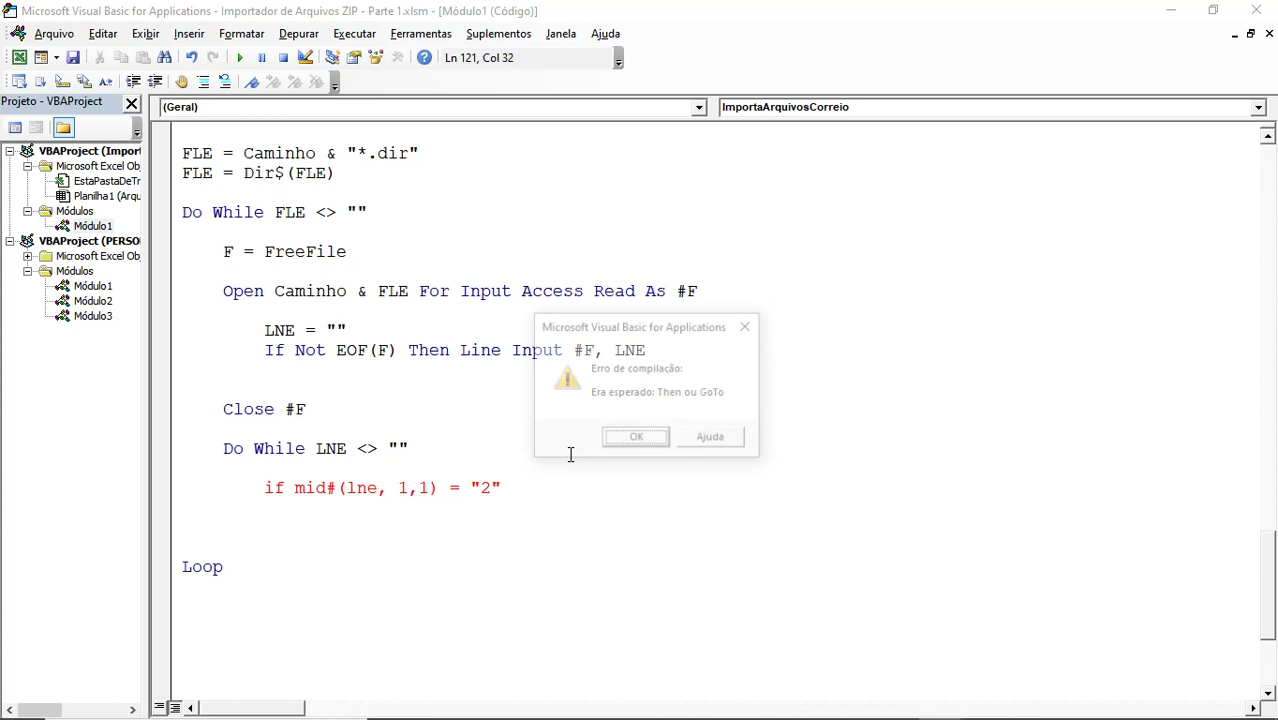 Microsoft Visual Basic for Applications - Importador de Arquivos ZIP - Parte 1.xlsm - [Módulo1 (Código)]
Arquivo Editar Exibir Inserir Formatar Depurar Executar Ferramentas Suplementos Janela Ajuda
Ln 121, Col 32
Projeto - VBAProject
(Geral)
ImportaArquivosCorreio
VBAProject (Import
Microsoft Excel Obj
EstaPastaDeTr
Planilha1 (Arqu
Módulos
Módulo1
VBAProject (PERSO
Microsoft Excel Obj
Módulos
Módulo1
Módulo2
Módulo3
FLE = Caminho & "*.dir"
FLE = Dir$(FLE)
Do While FLE <> ""
F = FreeFile
Open Caminho & FLE For Input Access Read As #F
LNE = ""
If Not EOF(F) Then Line Input #F, LNE
Close #F
Do While LNE <> ""
if mid#(lne, 1,1) = "2"
Loop
Microsoft Visual Basic for Applications
Erro de compilação:
Era esperado: Then ou GoTo
OK
Ajuda